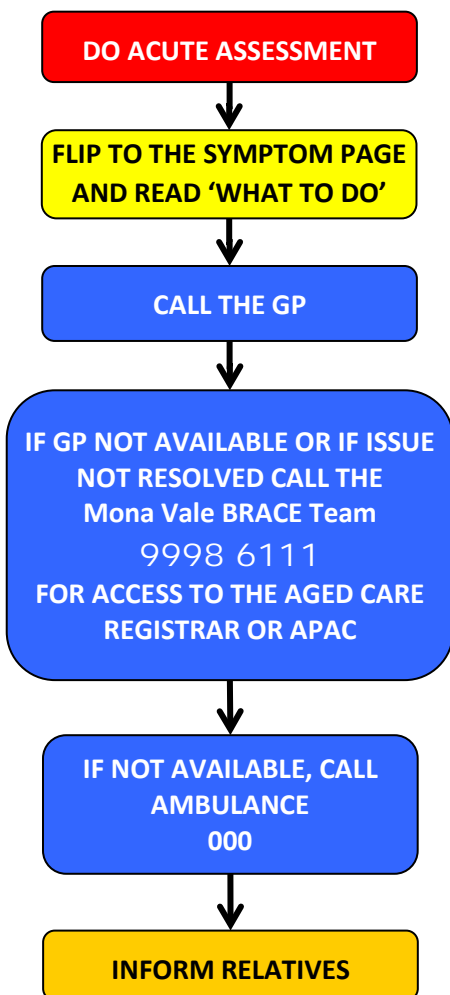 DO ACUTE ASSESSMENT
FLIP TO THE SYMPTOM PAGE
AND READ ‘WHAT TO DO’
CALL THE GP
IF GP NOT AVAILABLE OR IF ISSUE
NOT RESOLVED CALL THE
Mona Vale BRACE Team
9998 6111
FOR ACCESS TO THE AGED CARE
REGISTRAR OR APAC
IF NOT AVAILABLE, CALL
AMBULANCE
000
INFORM RELATIVES